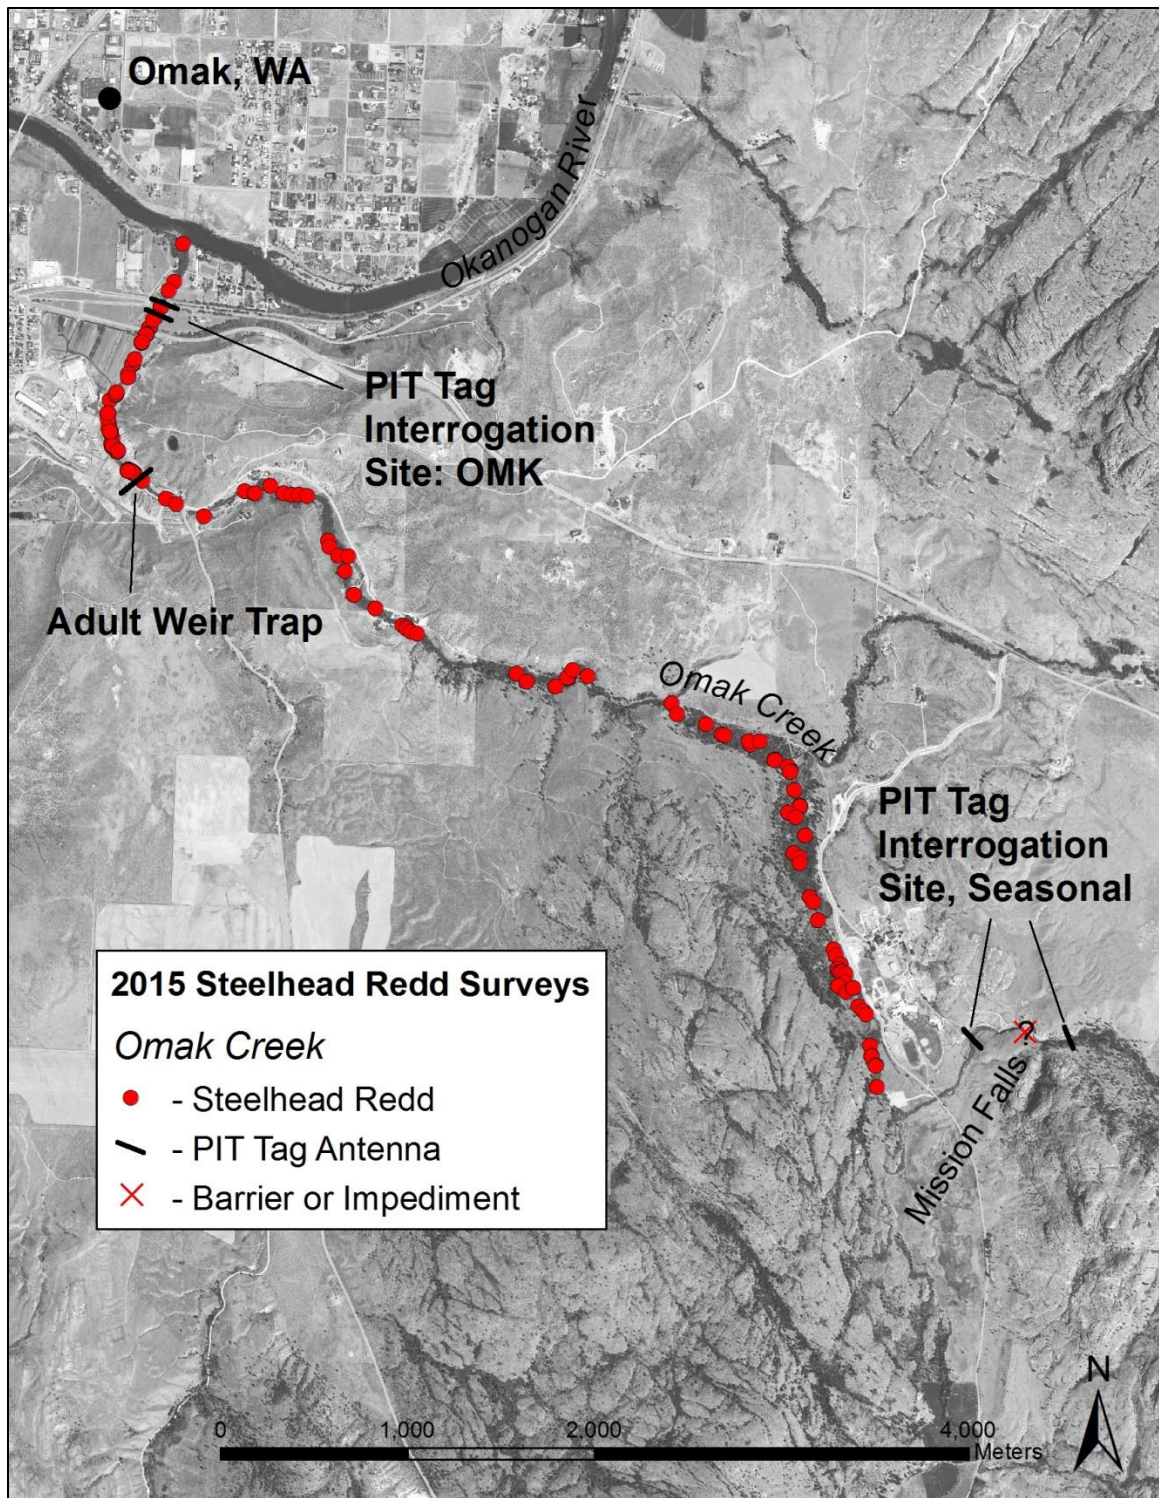 Omak, WA
Okanogan River
PIT Tag
Interrogation
Site: OMK
Adult Weir Trap
Omak Creek
PIT Tag
Interrogation
Site, Seasonal
?
Mission Falls
2015 Steelhead Redd Surveys
Omak Creek
- Steelhead Redd
- PIT Tag Antenna
- Barrier or Impediment
N
0 1,000 2,000 4,000
Meters